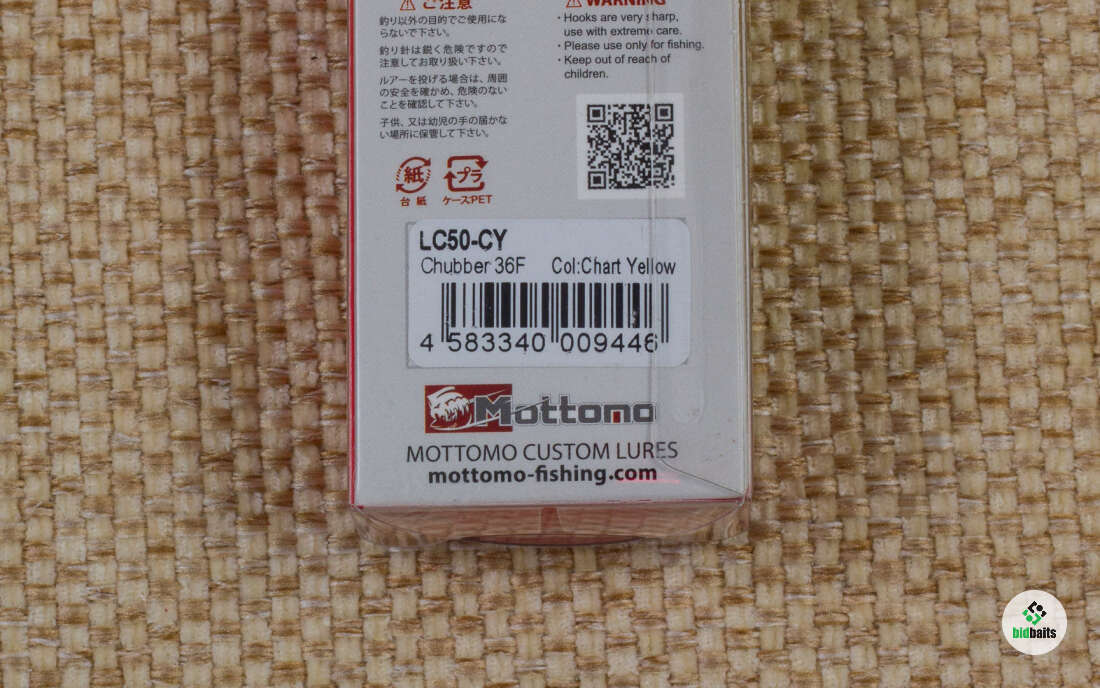 ⚠ ご注意
釣り以外の目的でご使用にな
らないで下さい。
釣り針は鋭く危険ですので
注意してお取り扱い下さい。
ルアーを投げる場合は、周囲
の安全を確かめ、危険のない
ことを確認して下さい。
子供、又は幼児の手の届かな
い場所に保管して下さい。
紙
台紙
プラ
ケースPET
⚠ WARNING
・Hooks are very sharp,
use with extreme care.
・Please use only for fishing.
・Keep out of reach of
children.
LC50-CY
Chubber 36F Col:Chart Yellow
4 583340 009446
Mottomo
MOTTOMO CUSTOM LURES
mottomo-fishing.com
bidbaits